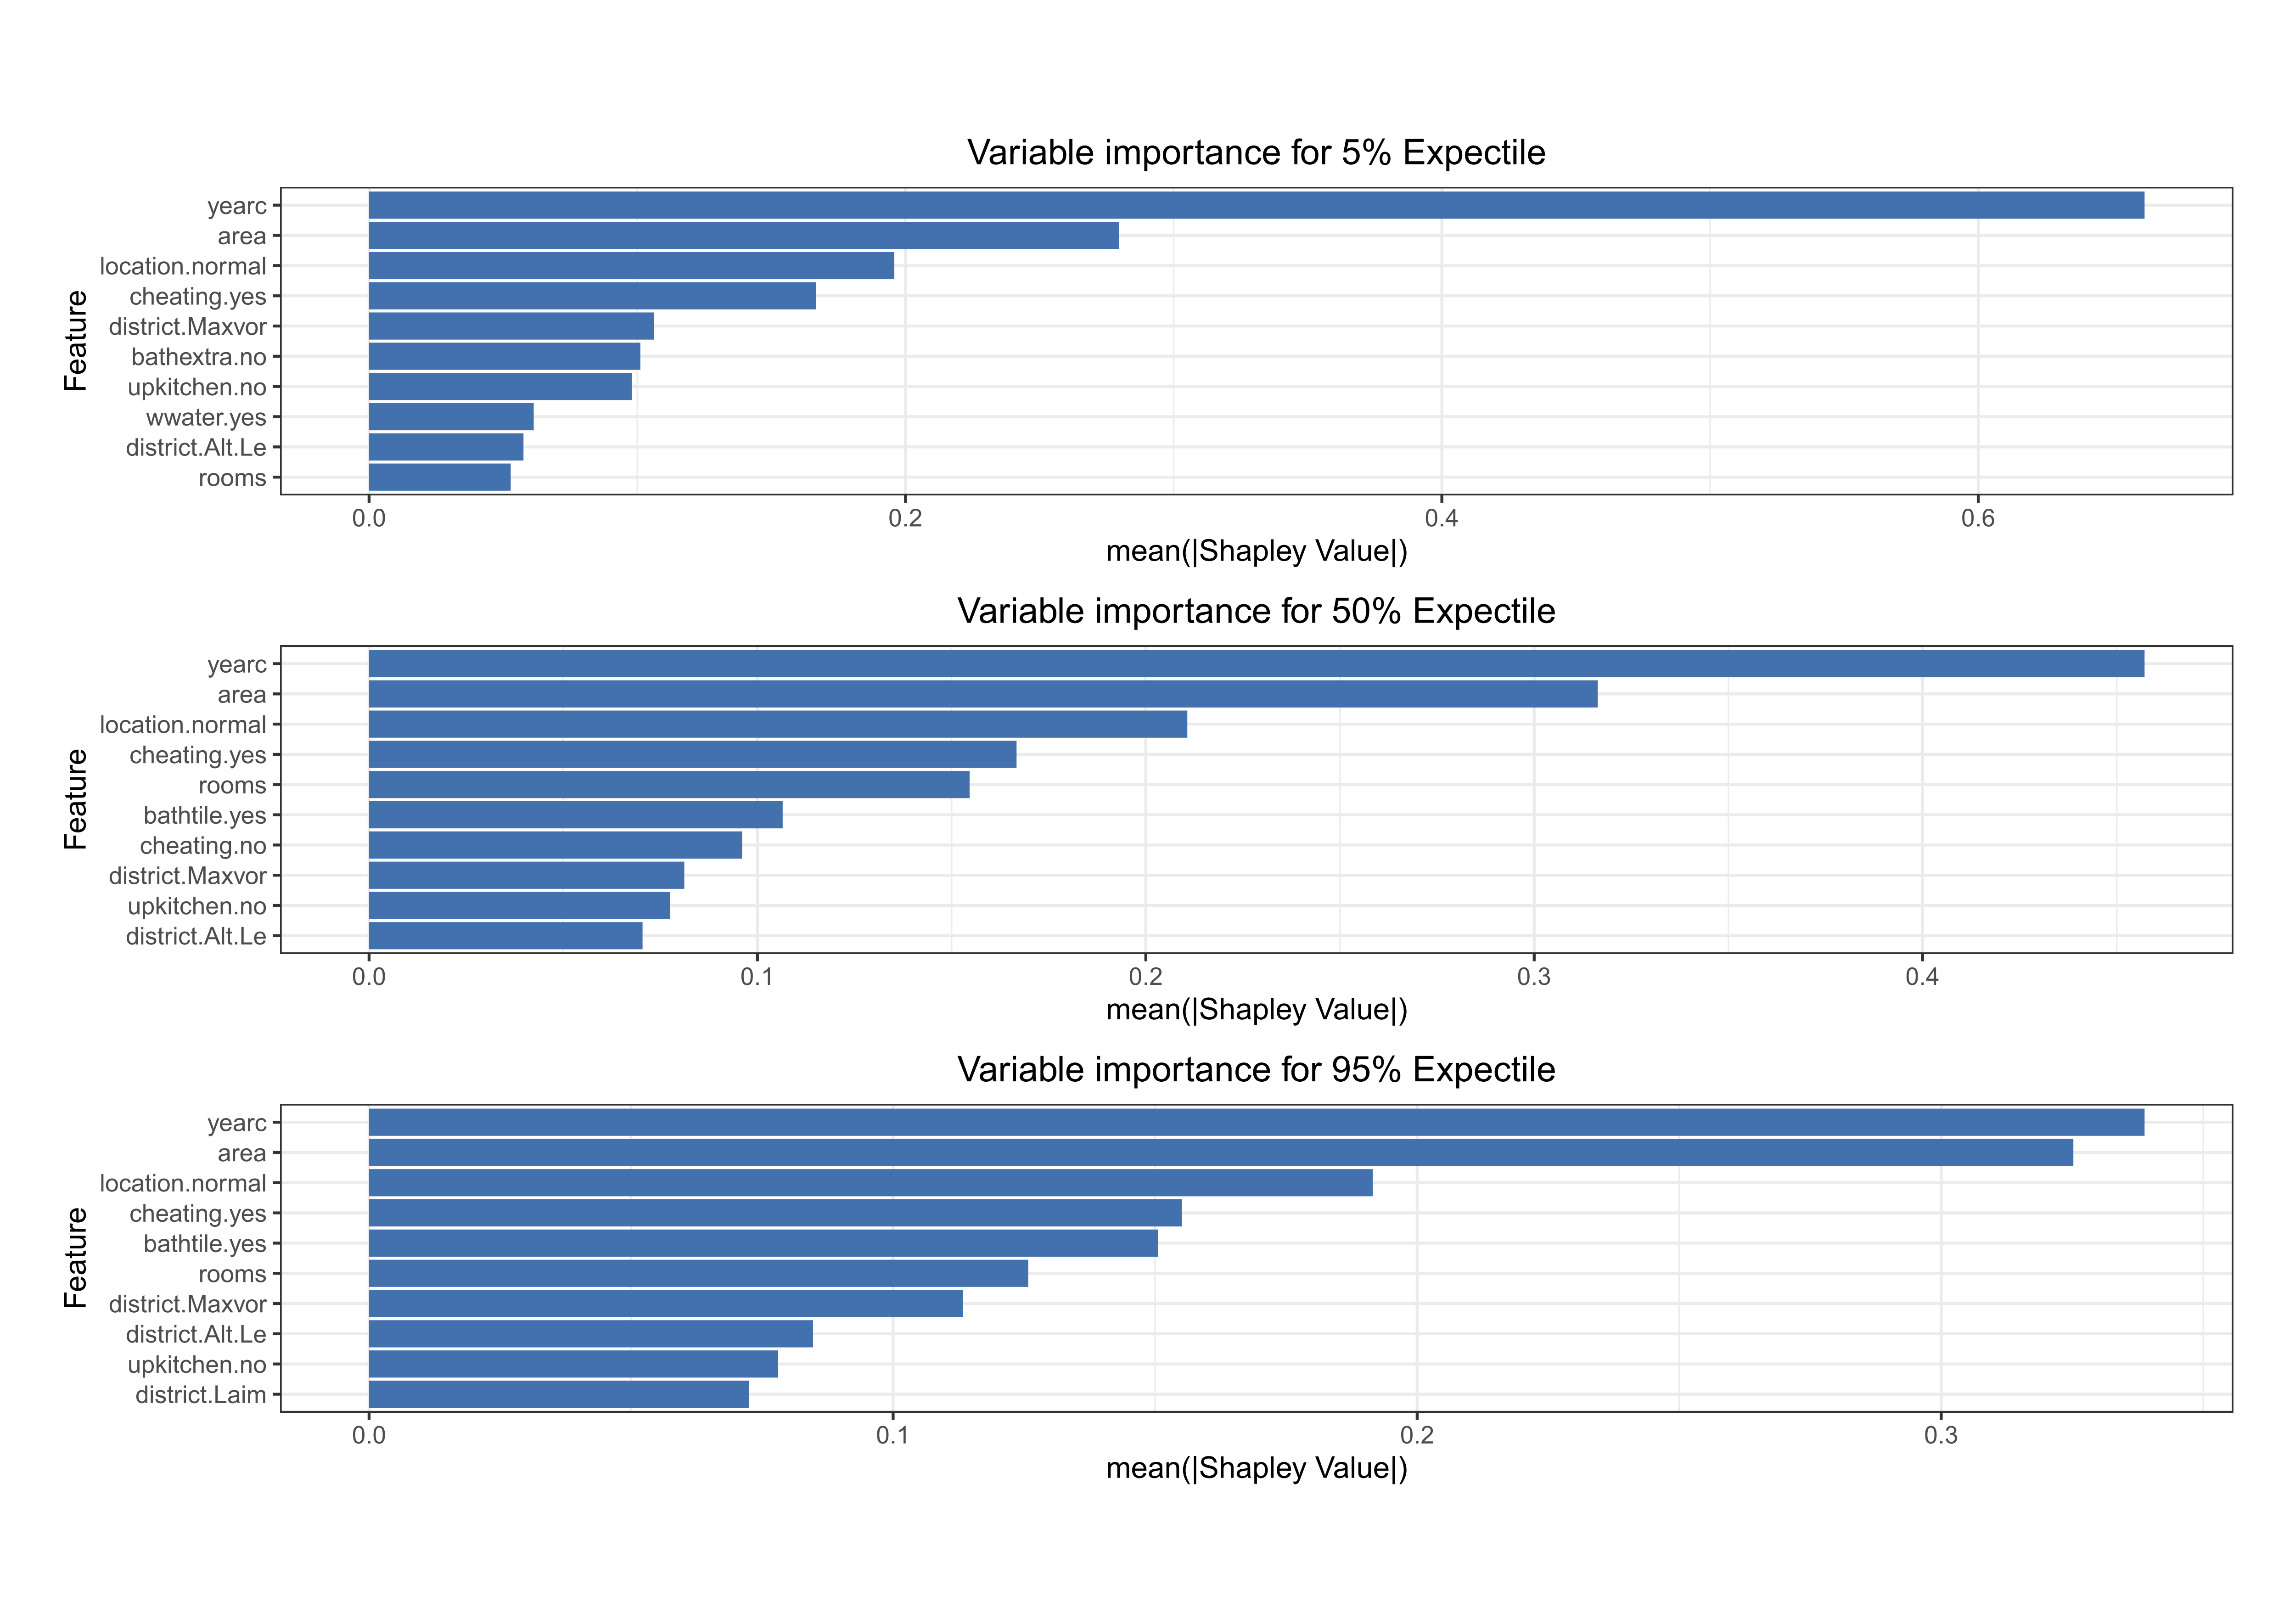 Variable importance for 5% Expectile
Feature
yearc
area
location.normal
cheating.yes
district.Maxvor
bathextra.no
upkitchen.no
wwater.yes
district.Alt.Le
rooms
0.0 0.2 0.4 0.6
mean(|Shapley Value|)
Variable importance for 50% Expectile
Feature
yearc
area
location.normal
cheating.yes
rooms
bathtile.yes
cheating.no
district.Maxvor
upkitchen.no
district.Alt.Le
0.0 0.1 0.2 0.3 0.4
mean(|Shapley Value|)
Variable importance for 95% Expectile
Feature
yearc
area
location.normal
cheating.yes
bathtile.yes
rooms
district.Maxvor
district.Alt.Le
upkitchen.no
district.Laim
0.0 0.1 0.2 0.3
mean(|Shapley Value|)